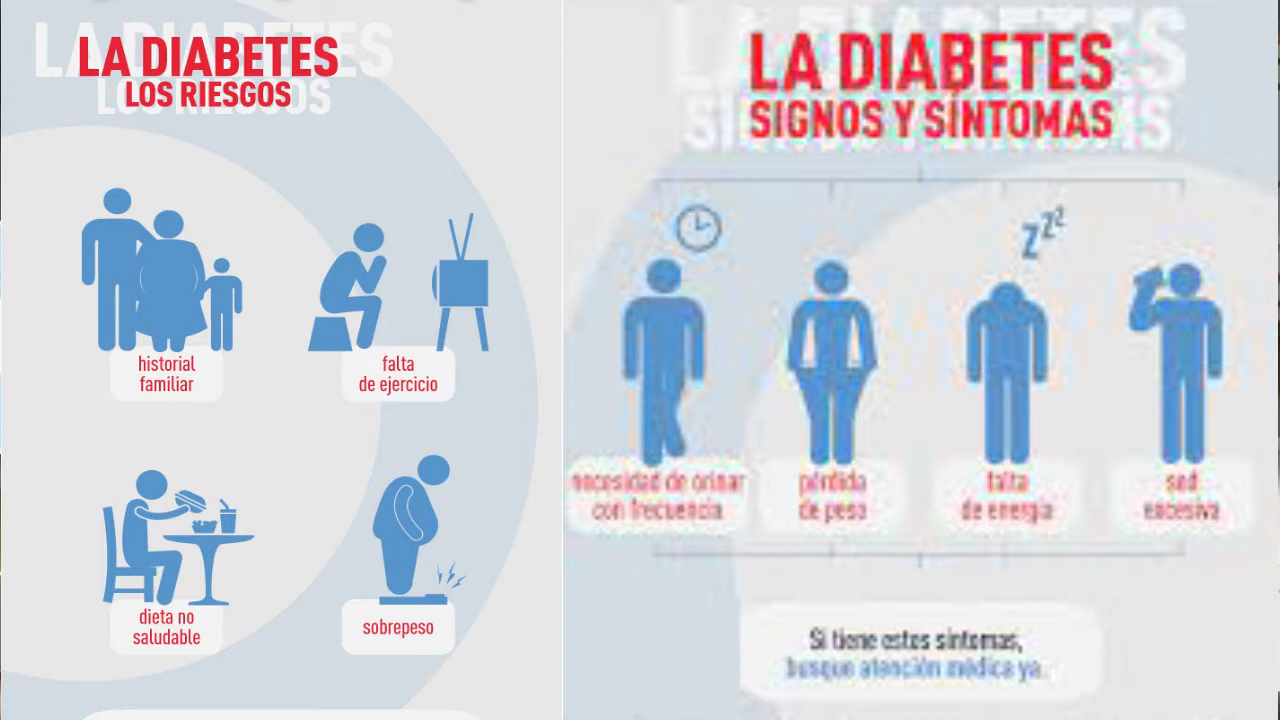 LA DIABETES
LOS RIESGOS
historial
familiar
falta
de ejercicio
dieta no
saludable
sobrepeso
LA DIABETES
SIGNOS Y SÍNTOMAS
necesidad de orinar
con frecuencia
pérdida
de peso
falta
de energía
sed
excesiva
Si tiene estos síntomas,
busque atención médica ya.